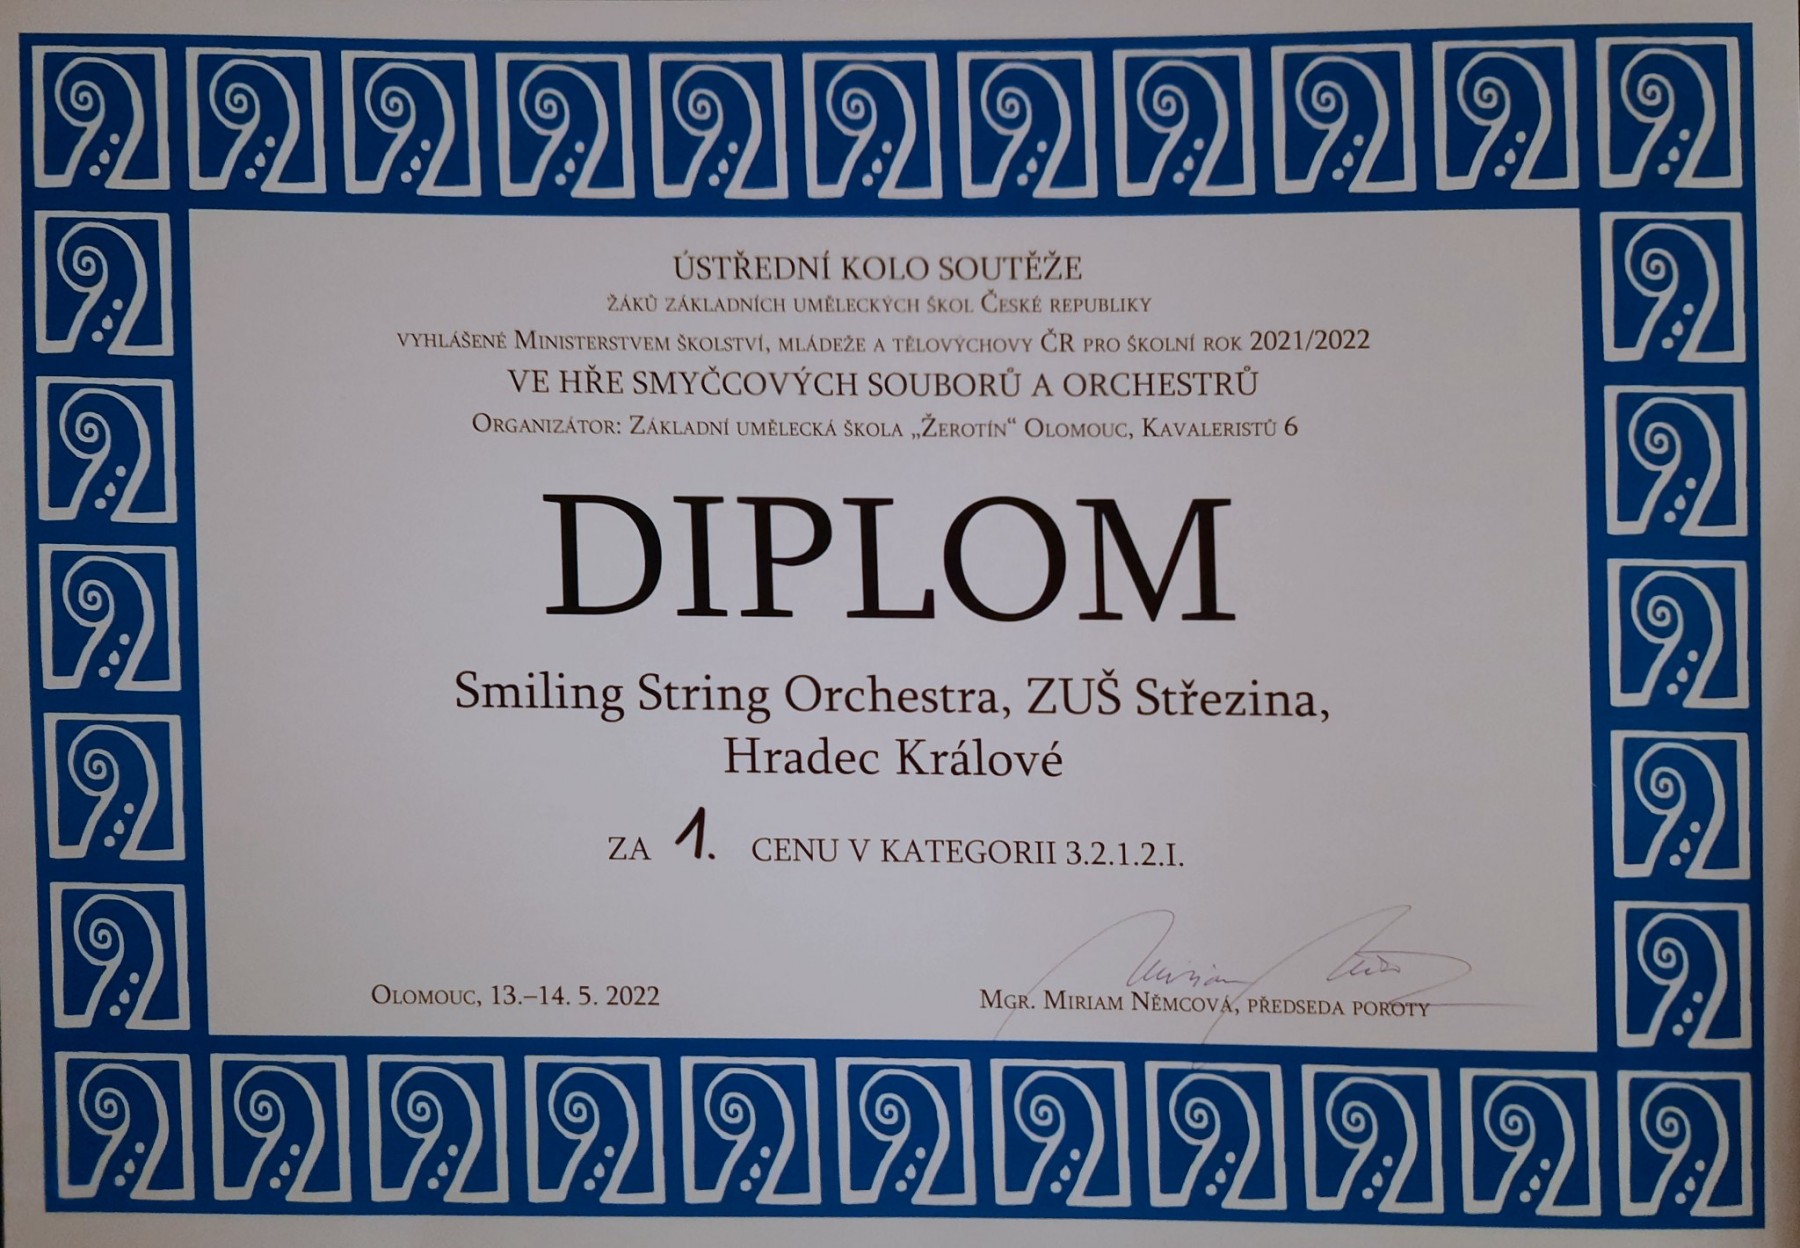 ÚSTŘEDNÍ KOLO SOUTĚŽE
ŽÁKŮ ZÁKLADNÍCH UMĚLECKÝCH ŠKOL ČESKÉ REPUBLIKY
VYHLÁŠENÉ MINISTERSTVEM ŠKOLSTVÍ, MLÁDEŽE A TĚLOVÝCHOVY ČR PRO ŠKOLNÍ ROK 2021/2022
VE HŘE SMYČCOVÝCH SOUBORŮ A ORCHESTRŮ
ORGANIZÁTOR: ZÁKLADNÍ UMĚLECKÁ ŠKOLA „ŽEROTÍN“ OLOMOUC, KAVALERISTŮ 6
DIPLOM
Smiling String Orchestra, ZUŠ Střezina,
Hradec Králové
ZA 1. CENU V KATEGORII 3.2.1.2.I.
OLOMOUC, 13.–14. 5. 2022
MGR. MIRIAM NĚMCOVÁ, PŘEDSEDA POROTY